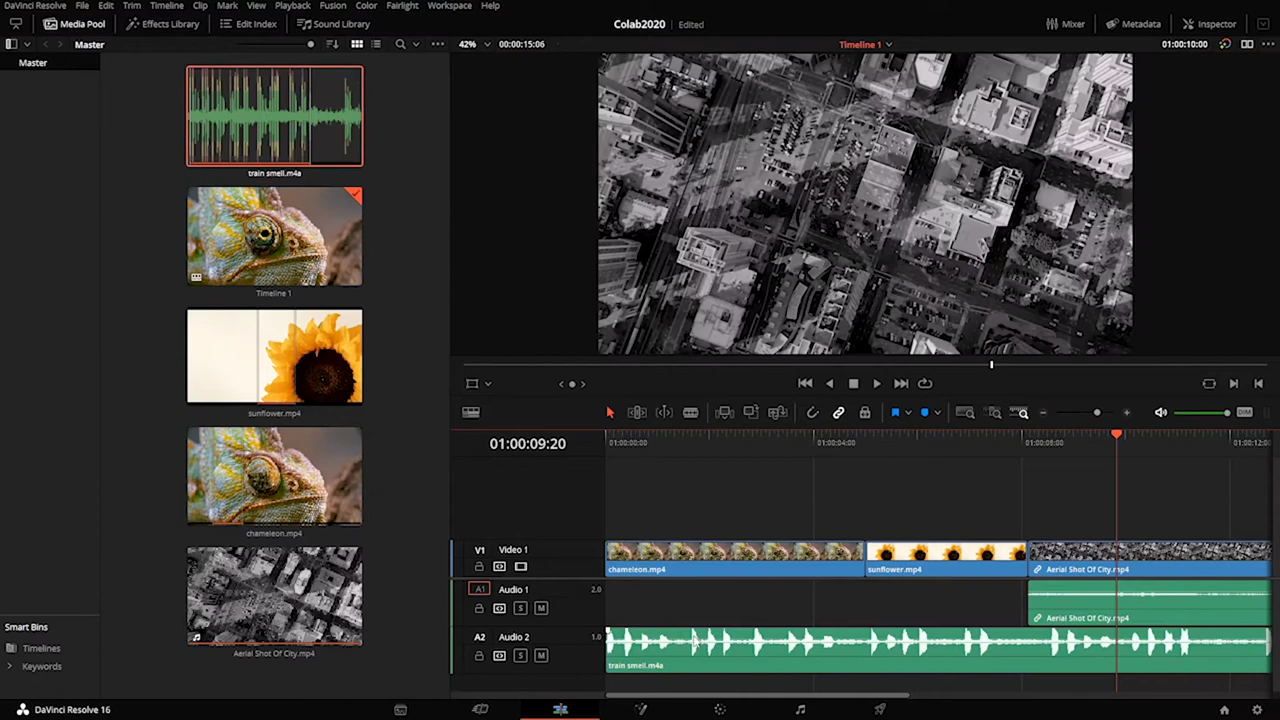 DaVinci Resolve File Edit Trim Timeline Clip Mark View Playback Fusion Color Fairlight Workspace Help
Media Pool Effects Library Edit Index Sound Library Colab2020 Edited Mixer Metadata Inspector
Master 42% 00:00:15:06 Timeline 1 01:00:10:00
Master
train smell.m4a
Timeline 1
sunflower.mp4
chameleon.mp4
Aerial Shot Of City.mp4
Smart Bins
Timelines
Keywords
DIM
01:00:09:20 01:00:00:00 01:00:04:00 01:00:08:00 01:00:12:00
V1 Video 1
chameleon.mp4 sunflower.mp4 Aerial Shot Of City.mp4
A1 Audio 1 2.0
S M Aerial Shot Of City.mp4
A2 Audio 2 1.0
S M train smell.m4a
DaVinci Resolve 16